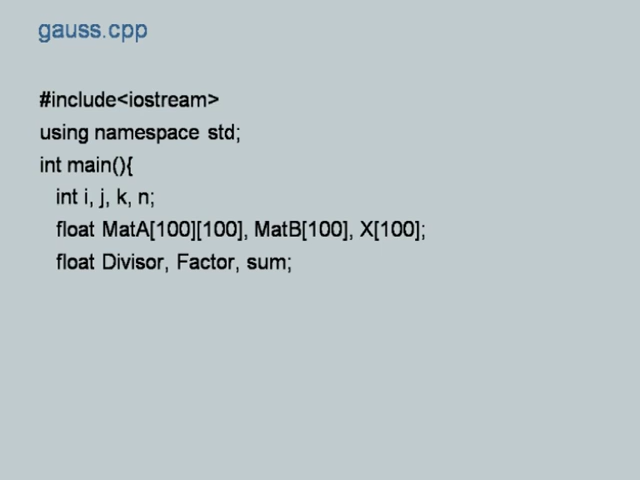 gauss.cpp
#include<iostream>
using namespace std;
int main(){
int i, j, k, n;
float MatA[100][100], MatB[100], X[100];
float Divisor, Factor, sum;